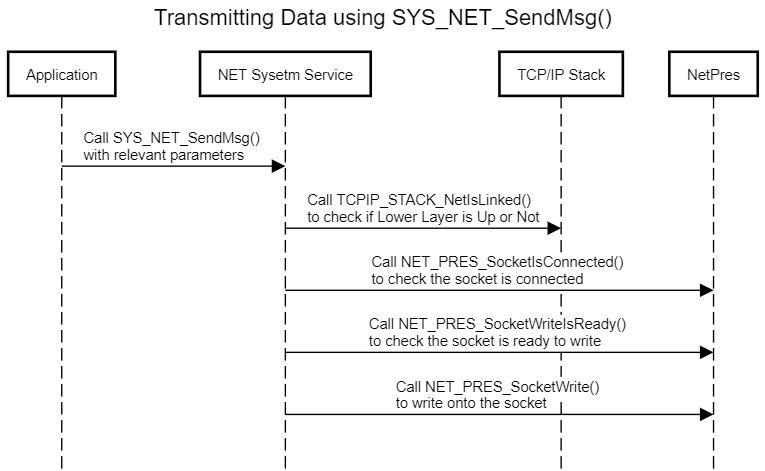 Transmitting Data using SYS_NET_SendMsg()
Application
NET Sysetm Service
TCP/IP Stack
NetPres
Call SYS_NET_SendMsg()
with relevant parameters
Call TCPIP_STACK_NetIsLinked()
to check if Lower Layer is Up or Not
Call NET_PRES_SocketIsConnected()
to check the socket is connected
Call NET_PRES_SocketWriteIsReady()
to check the socket is ready to write
Call NET_PRES_SocketWrite()
to write onto the socket